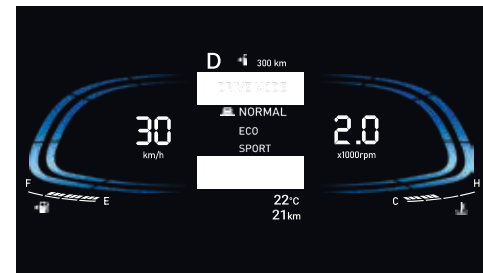 D 300 km
DRIVE MODE
NORMAL
30
km/h
ECO
2.0
x1000rpm
SPORT
F
E
C
H
22°C
21km